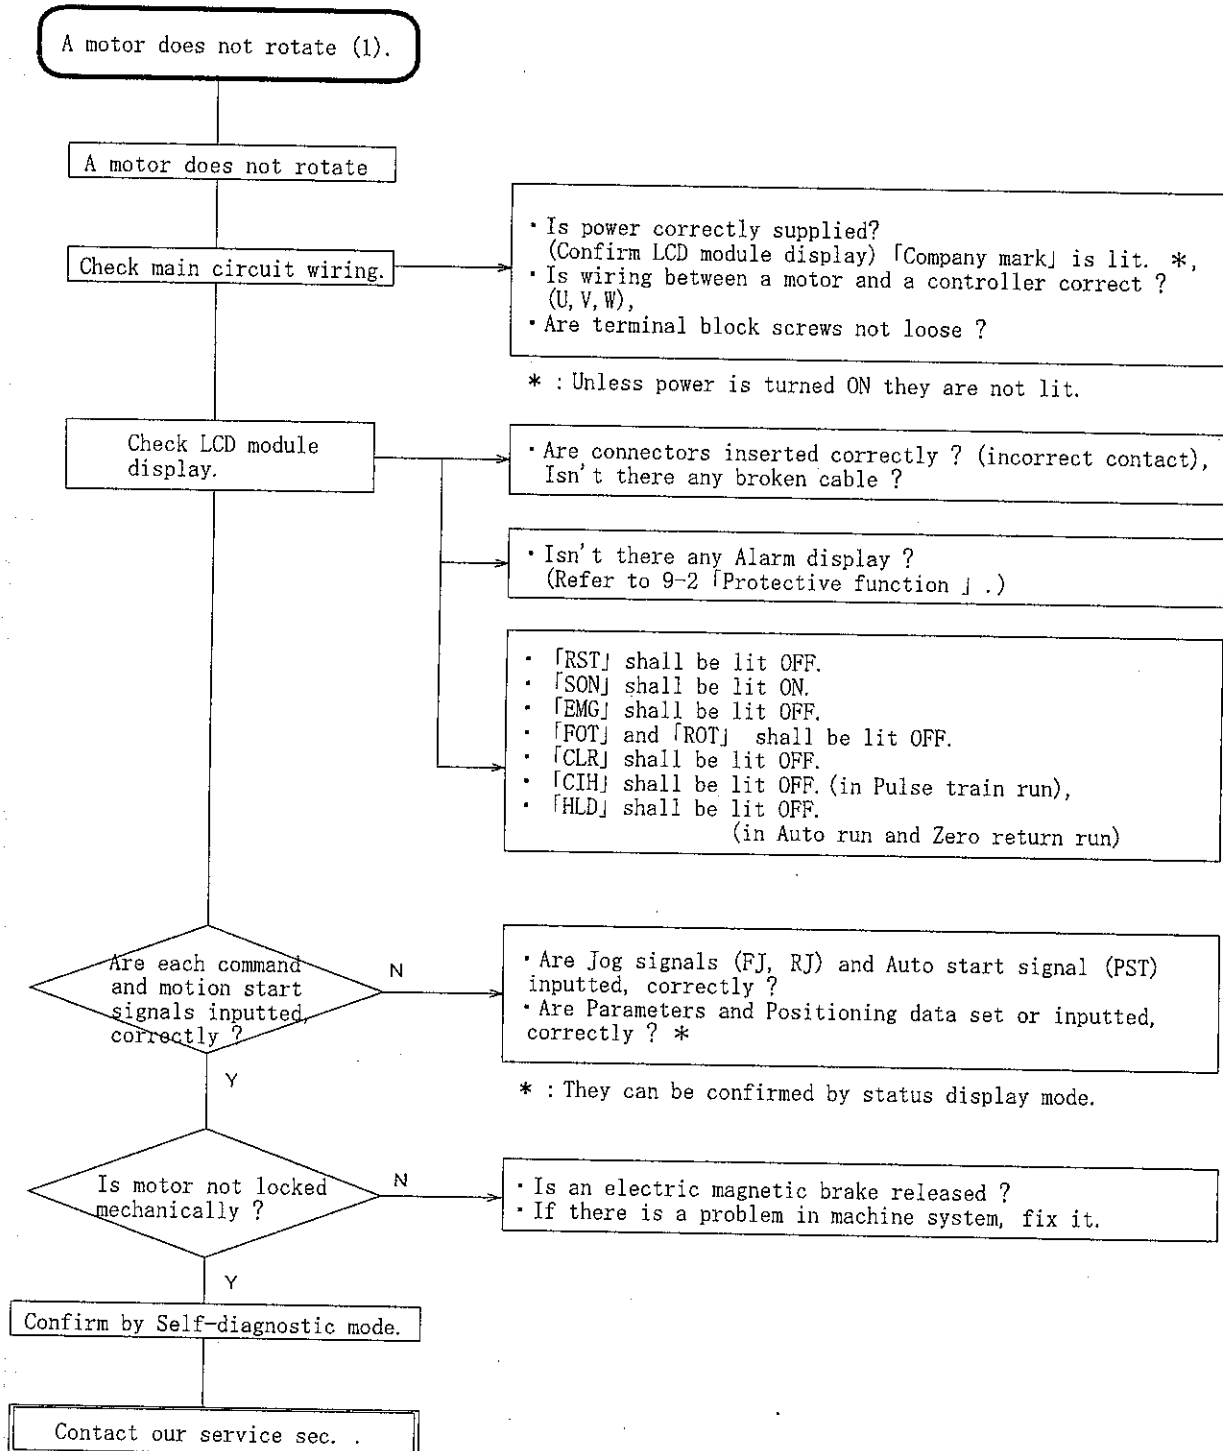 A motor does not rotate (1).
A motor does not rotate
Check main circuit wiring.
・Is power correctly supplied?
(Confirm LCD module display)「Company mark」is lit. *,
・Is wiring between a motor and a controller correct ?
(U, V, W),
・Are terminal block screws not loose ?
* : Unless power is turned ON they are not lit.
Check LCD module
display.
・Are connectors inserted correctly ? (incorrect contact),
Isn't there any broken cable ?
・Isn't there any Alarm display ?
(Refer to 9-2「Protective function 」.)
・「RST」shall be lit OFF.
・「SON」shall be lit ON.
・「EMG」shall be lit OFF.
・「FOT」and「ROT」 shall be lit OFF.
・「CLR」shall be lit OFF.
・「CIH」shall be lit OFF. (in Pulse train run),
・「HLD」shall be lit OFF.
(in Auto run and Zero return run)
Are each command
and motion start
signals inputted,
correctly ?
N
・Are Jog signals (FJ, RJ) and Auto start signal (PST)
inputted, correctly ?
・Are Parameters and Positioning data set or inputted,
correctly ? *
* : They can be confirmed by status display mode.
Y
Is motor not locked
mechanically ?
N
・Is an electric magnetic brake released ?
・If there is a problem in machine system, fix it.
Y
Confirm by Self-diagnostic mode.
Contact our service sec. .